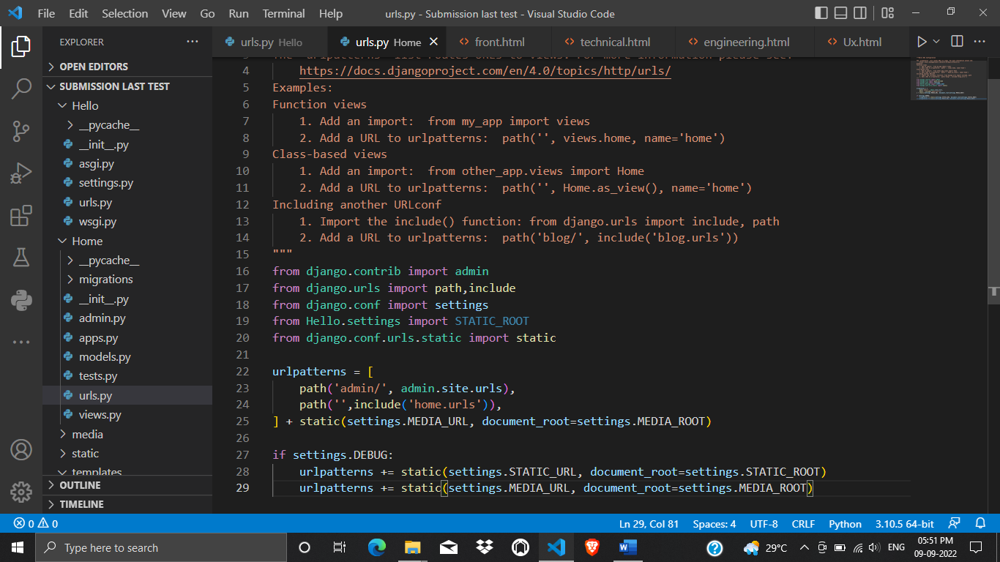 File Edit Selection View Go Run Terminal Help urls.py - Submission last test - Visual Studio Code
EXPLORER
urls.py Hello urls.py Home front.html technical.html engineering.html Ux.html
OPEN EDITORS
SUBMISSION LAST TEST
Hello
__pycache__
__init__.py
asgi.py
settings.py
urls.py
wsgi.py
Home
__pycache__
migrations
__init__.py
admin.py
apps.py
models.py
tests.py
urls.py
views.py
media
static
templates
OUTLINE
TIMELINE
4 https://docs.djangoproject.com/en/4.0/topics/http/urls/
5 Examples:
6 Function views
7 1. Add an import:  from my_app import views
8 2. Add a URL to urlpatterns:  path('', views.home, name='home')
9 Class-based views
10 1. Add an import:  from other_app.views import Home
11 2. Add a URL to urlpatterns:  path('', Home.as_view(), name='home')
12 Including another URLconf
13 1. Import the include() function: from django.urls import include, path
14 2. Add a URL to urlpatterns:  path('blog/', include('blog.urls'))
15 """
16 from django.contrib import admin
17 from django.urls import path,include
18 from django.conf import settings
19 from Hello.settings import STATIC_ROOT
20 from django.conf.urls.static import static
21
22 urlpatterns = [
23 path('admin/', admin.site.urls),
24 path('',include('home.urls')),
25 ] + static(settings.MEDIA_URL, document_root=settings.MEDIA_ROOT)
26
27 if settings.DEBUG:
28 urlpatterns += static(settings.STATIC_URL, document_root=settings.STATIC_ROOT)
29 urlpatterns += static(settings.MEDIA_URL, document_root=settings.MEDIA_ROOT)
0 0 Ln 29, Col 81 Spaces: 4 UTF-8 CRLF Python 3.10.5 64-bit
Type here to search 29°C ENG 05:51 PM
09-09-2022